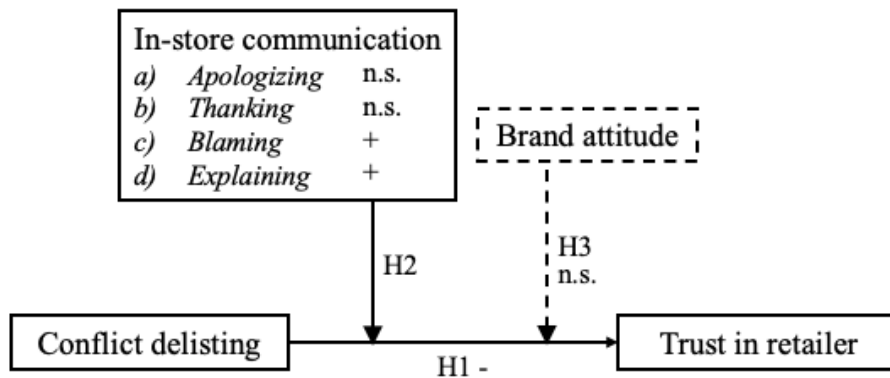 In-store communication
a) Apologizing n.s.
b) Thanking n.s.
c) Blaming +
d) Explaining +
Brand attitude
H2
H3
n.s.
Conflict delisting
H1 -
Trust in retailer